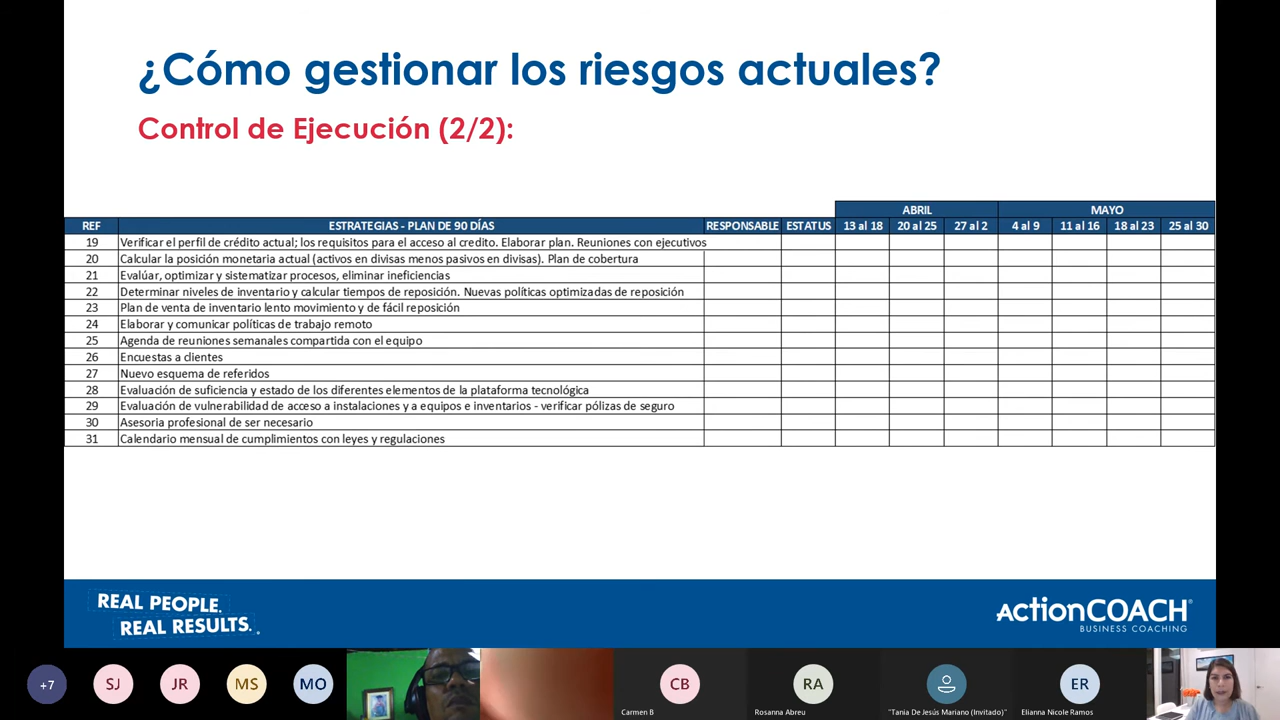 ¿Cómo gestionar los riesgos actuales?
Control de Ejecución (2/2):
ABRIL MAYO
REF ESTRATEGIAS - PLAN DE 90 DÍAS RESPONSABLE ESTATUS 13 al 18 20 al 25 27 al 2 4 al 9 11 al 16 18 al 23 25 al 30
19 Verificar el perfil de crédito actual; los requisitos para el acceso al credito. Elaborar plan. Reuniones con ejecutivos
20 Calcular la posición monetaria actual (activos en divisas menos pasivos en divisas). Plan de cobertura
21 Evalúar, optimizar y sistematizar procesos, eliminar ineficiencias
22 Determinar niveles de inventario y calcular tiempos de reposición. Nuevas políticas optimizadas de reposición
23 Plan de venta de inventario lento movimiento y de fácil reposición
24 Elaborar y comunicar políticas de trabajo remoto
25 Agenda de reuniones semanales compartida con el equipo
26 Encuestas a clientes
27 Nuevo esquema de referidos
28 Evaluación de suficiencia y estado de los diferentes elementos de la plataforma tecnológica
29 Evaluación de vulnerabilidad de acceso a instalaciones y a equipos e inventarios - verificar pólizas de seguro
30 Asesoria profesional de ser necesario
31 Calendario mensual de cumplimientos con leyes y regulaciones
REAL PEOPLE.
REAL RESULTS.
ActionCOACH®
BUSINESS COACHING
+7 SJ JR MS MO CB RA ER
Carmen B Rosanna Abreu "Tania De Jesús Mariano (Invitado)" Elianna Nicole Ramos